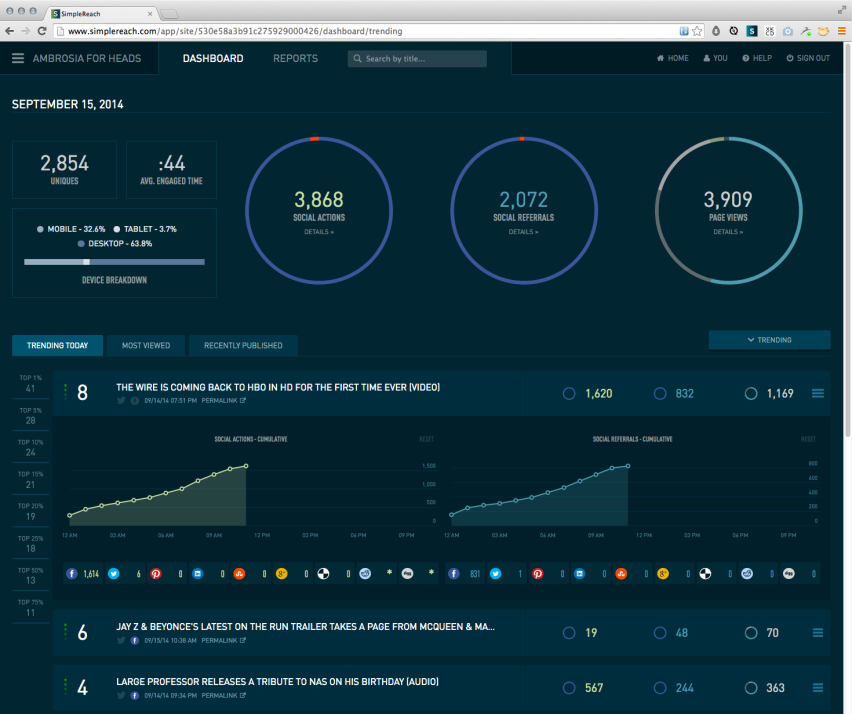 SimpleReach
www.simplereach.com/app/site/530e58a3b91c275929000426/dashboard/trending
AMBROSIA FOR HEADS
DASHBOARD
REPORTS
Search by title...
HOME
YOU
HELP
SIGN OUT
SEPTEMBER 15, 2014
2,854
UNIQUES
:44
AVG. ENGAGED TIME
MOBILE - 32.6%
TABLET - 3.7%
DESKTOP - 63.8%
DEVICE BREAKDOWN
3,868
SOCIAL ACTIONS
DETAILS »
2,072
SOCIAL REFERRALS
DETAILS »
3,909
PAGE VIEWS
DETAILS »
TRENDING TODAY
MOST VIEWED
RECENTLY PUBLISHED
TRENDING
TOP 1%
41
TOP 5%
28
TOP 10%
24
TOP 15%
21
TOP 20%
19
TOP 25%
18
TOP 50%
13
TOP 75%
11
8
THE WIRE IS COMING BACK TO HBO IN HD FOR THE FIRST TIME EVER (VIDEO)
09/14/14 07:51 PM PERMALINK
1,620
832
1,169
SOCIAL ACTIONS - CUMULATIVE
RESET
1,500
1,000
500
0
12 AM 03 AM 06 AM 09 AM 12 PM 03 PM 06 PM 09 PM
SOCIAL REFERRALS - CUMULATIVE
RESET
800
600
400
200
0
12 AM 03 AM 06 AM 09 AM 12 PM 03 PM 06 PM 09 PM
1,614 6 0 0 0 0 0 * *
831 1 0 0 0 0 0 0 0
6
JAY Z & BEYONCE'S LATEST ON THE RUN TRAILER TAKES A PAGE FROM MCQUEEN & MA...
09/15/14 10:38 AM PERMALINK
19
48
70
4
LARGE PROFESSOR RELEASES A TRIBUTE TO NAS ON HIS BIRTHDAY (AUDIO)
09/14/14 09:34 PM PERMALINK
567
244
363